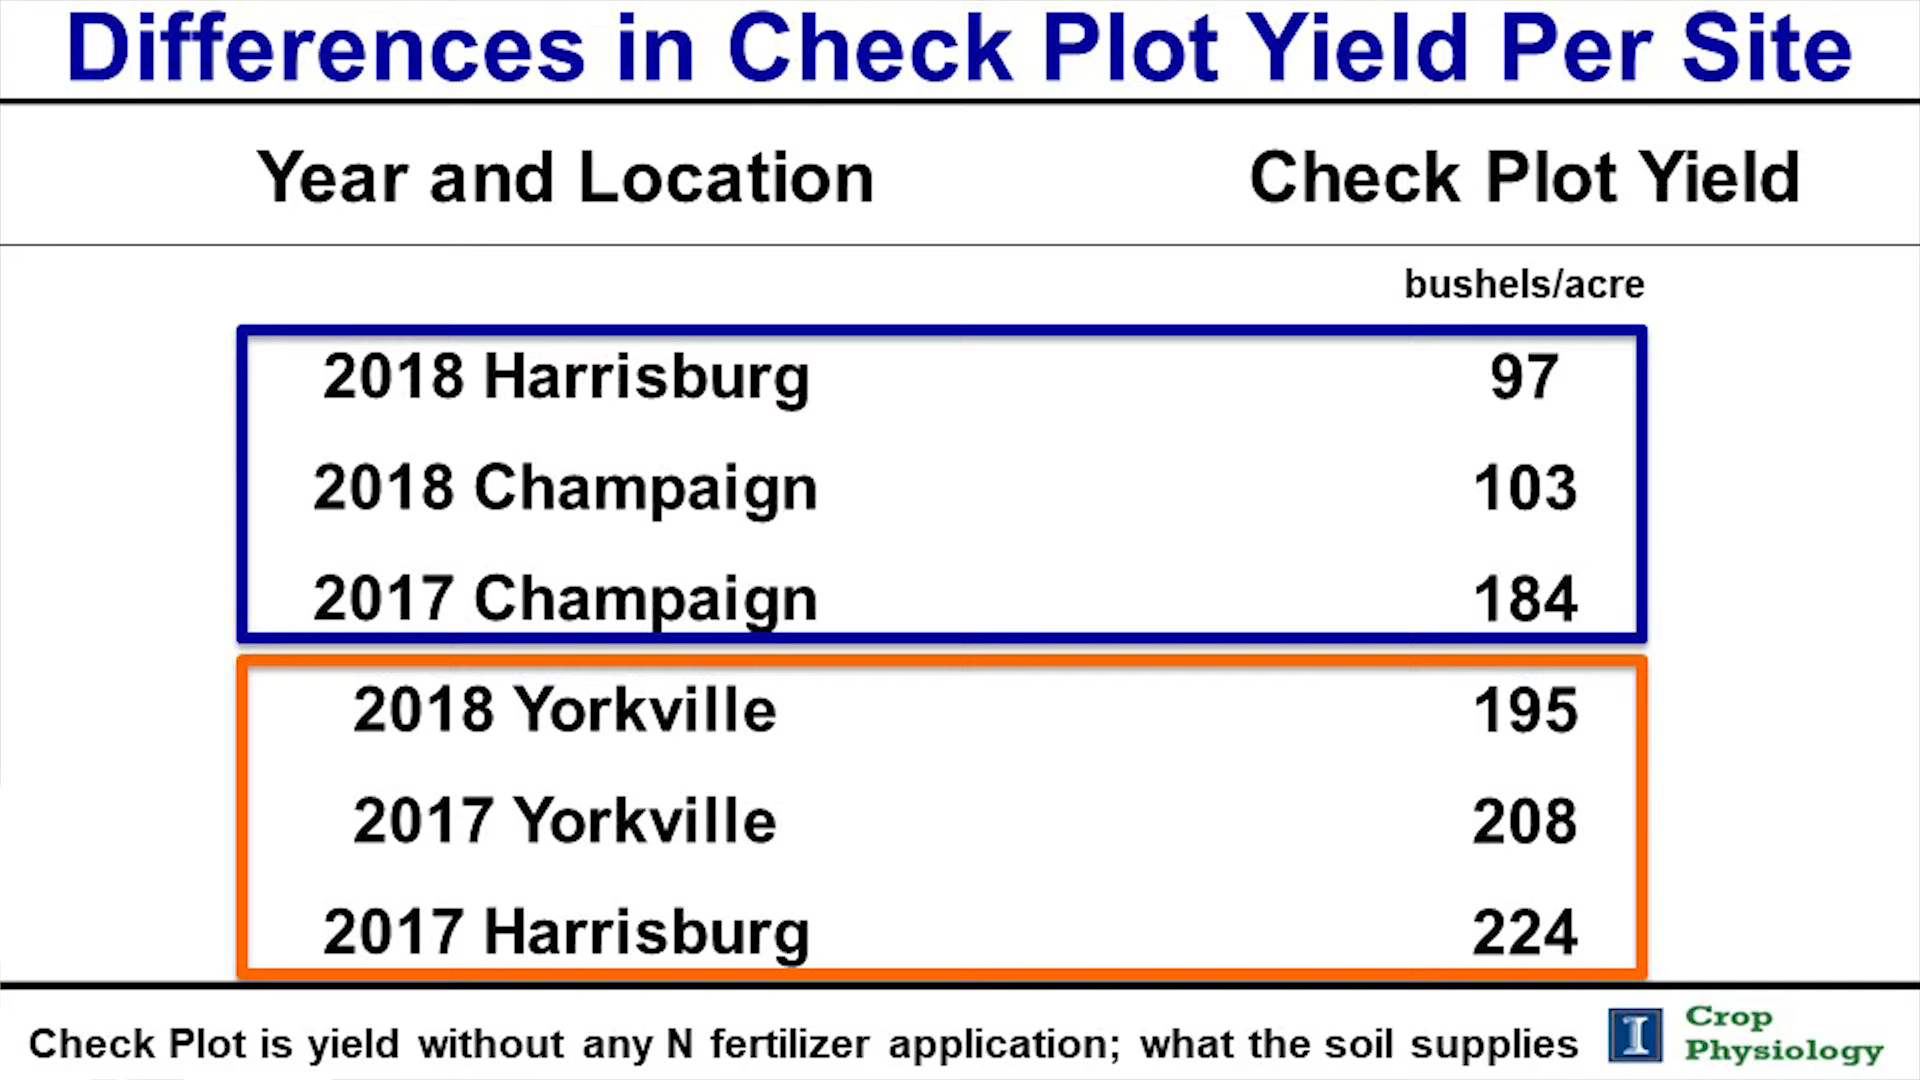 Differences in Check Plot Yield Per Site
Year and Location Check Plot Yield
bushels/acre
2018 Harrisburg 97
2018 Champaign 103
2017 Champaign 184
2018 Yorkville 195
2017 Yorkville 208
2017 Harrisburg 224
Check Plot is yield without any N fertilizer application; what the soil supplies
I Crop
Physiology